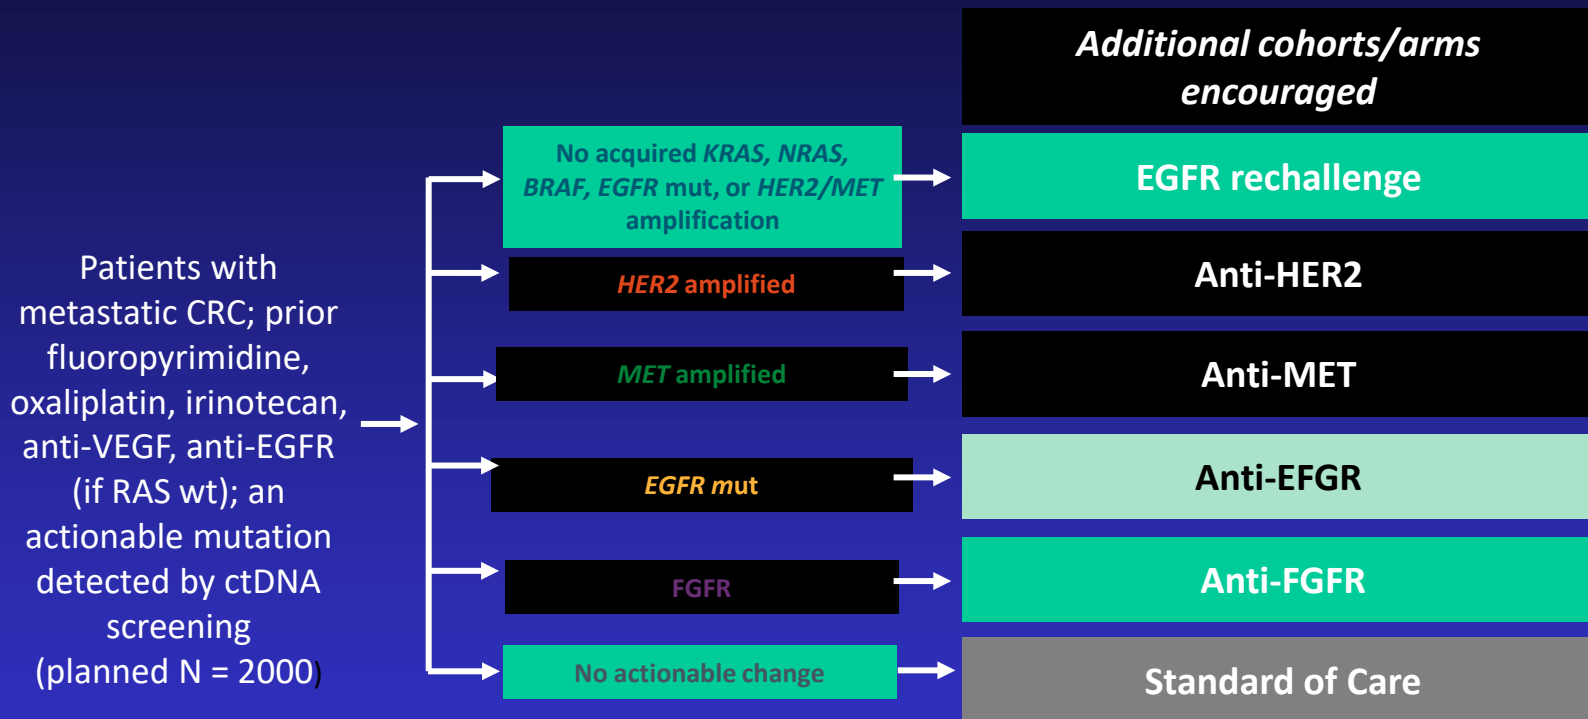 Additional cohorts/arms
encouraged
Patients with
metastatic CRC; prior
fluoropyrimidine,
oxaliplatin, irinotecan,
anti-VEGF, anti-EGFR
(if RAS wt); an
actionable mutation
detected by ctDNA
screening
(planned N = 2000)
No acquired KRAS, NRAS,
BRAF, EGFR mut, or HER2/MET
amplification
EGFR rechallenge
HER2 amplified
Anti-HER2
MET amplified
Anti-MET
EGFR mut
Anti-EFGR
FGFR
Anti-FGFR
No actionable change
Standard of Care